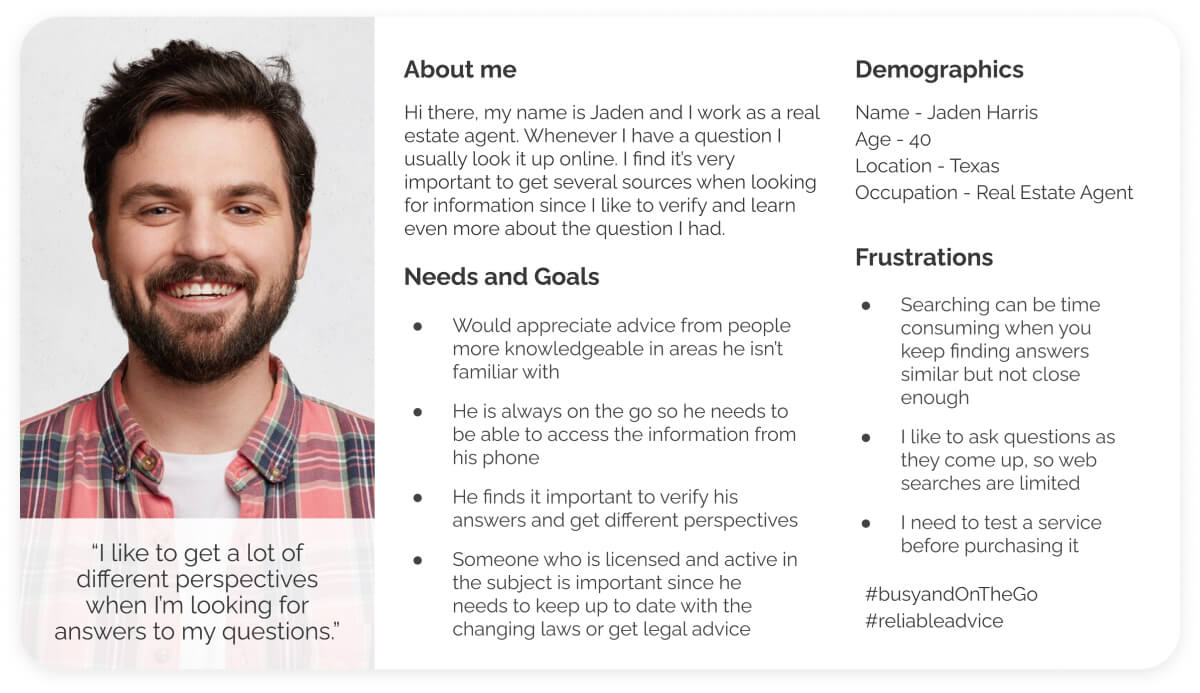 About me
Hi there, my name is Jaden and I work as a real
estate agent. Whenever I have a question I
usually look it up online. I find it’s very
important to get several sources when looking
for information since I like to verify and learn
even more about the question I had.
Needs and Goals
● Would appreciate advice from people
more knowledgeable in areas he isn’t
familiar with
● He is always on the go so he needs to
be able to access the information from
his phone
● He finds it important to verify his
answers and get different perspectives
● Someone who is licensed and active in
the subject is important since he
needs to keep up to date with the
changing laws or get legal advice
Demographics
Name - Jaden Harris
Age - 40
Location - Texas
Occupation - Real Estate Agent
Frustrations
● Searching can be time
consuming when you
keep finding answers
similar but not close
enough
● I like to ask questions as
they come up, so web
searches are limited
● I need to test a service
before purchasing it
#busyandOnTheGo
#reliableadvice
“I like to get a lot of
different perspectives
when I’m looking for
answers to my questions.”